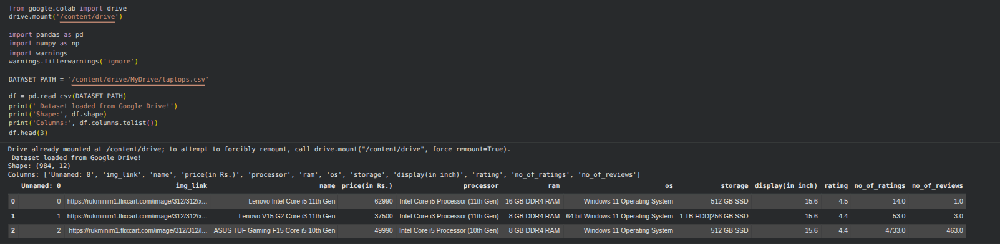 from google.colab import drive
drive.mount('/content/drive')
import pandas as pd
import numpy as np
import warnings
warnings.filterwarnings('ignore')
DATASET_PATH = '/content/drive/MyDrive/laptops.csv'
df = pd.read_csv(DATASET_PATH)
print(' Dataset loaded from Google Drive!')
print('Shape:', df.shape)
print('Columns:', df.columns.tolist())
df.head(3)
Drive already mounted at /content/drive; to attempt to forcibly remount, call drive.mount("/content/drive", force_remount=True).
Dataset loaded from Google Drive!
Shape: (984, 12)
Columns: ['Unnamed: 0', 'img_link', 'name', 'price(in Rs.)', 'processor', 'ram', 'os', 'storage', 'display(in inch)', 'rating', 'no_of_ratings', 'no_of_reviews']
Unnamed: 0 img_link name price(in Rs.) processor ram os storage display(in inch) rating no_of_ratings no_of_reviews
0 0 https://rukminim1.flixcart.com/image/312/312/x... Lenovo Intel Core i5 11th Gen 62990 Intel Core i5 Processor (11th Gen) 16 GB DDR4 RAM Windows 11 Operating System 512 GB SSD 15.6 4.5 14.0 1.0
1 1 https://rukminim1.flixcart.com/image/312/312/x... Lenovo V15 G2 Core i3 11th Gen 37500 Intel Core i3 Processor (11th Gen) 8 GB DDR4 RAM 64 bit Windows 11 Operating System 1 TB HDD|256 GB SSD 15.6 4.4 53.0 3.0
2 2 https://rukminim1.flixcart.com/image/312/312/l... ASUS TUF Gaming F15 Core i5 10th Gen 49990 Intel Core i5 Processor (10th Gen) 8 GB DDR4 RAM Windows 11 Operating System 512 GB SSD 15.6 4.4 4733.0 463.0